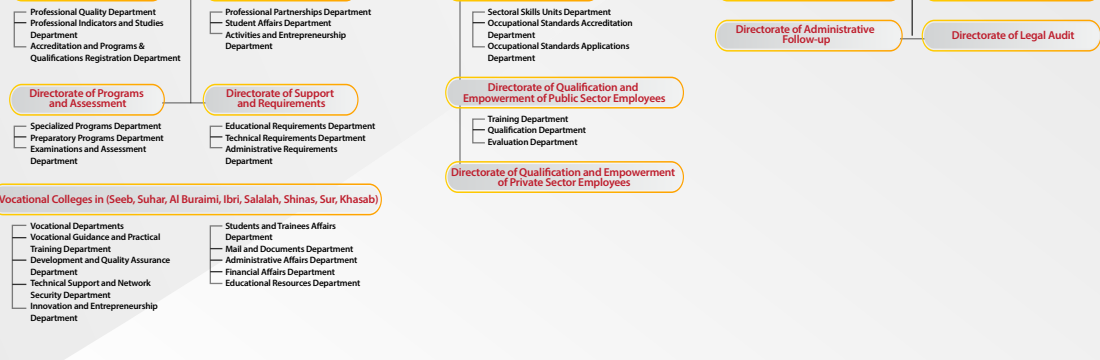 Professional Quality Department
Professional Indicators and Studies
Department
Accreditation and Programs &
Qualifications Registration Department
Professional Partnerships Department
Student Affairs Department
Activities and Entrepreneurship
Department
Directorate of Programs
and Assessment
Directorate of Support
and Requirements
Specialized Programs Department
Preparatory Programs Department
Examinations and Assessment
Department
Educational Requirements Department
Technical Requirements Department
Administrative Requirements
Department
Vocational Colleges in (Seeb, Suhar, Al Buraimi, Ibri, Salalah, Shinas, Sur, Khasab)
Vocational Departments
Vocational Guidance and Practical
Training Department
Development and Quality Assurance
Department
Technical Support and Network
Security Department
Innovation and Entrepreneurship
Department
Students and Trainees Affairs
Department
Mail and Documents Department
Administrative Affairs Department
Financial Affairs Department
Educational Resources Department
Sectoral Skills Units Department
Occupational Standards Accreditation
Department
Occupational Standards Applications
Department
Directorate of Qualification and
Empowerment of Public Sector Employees
Training Department
Qualification Department
Evaluation Department
Directorate of Qualification and Empowerment
of Private Sector Employees
Directorate of Administrative
Follow-up
Directorate of Legal Audit